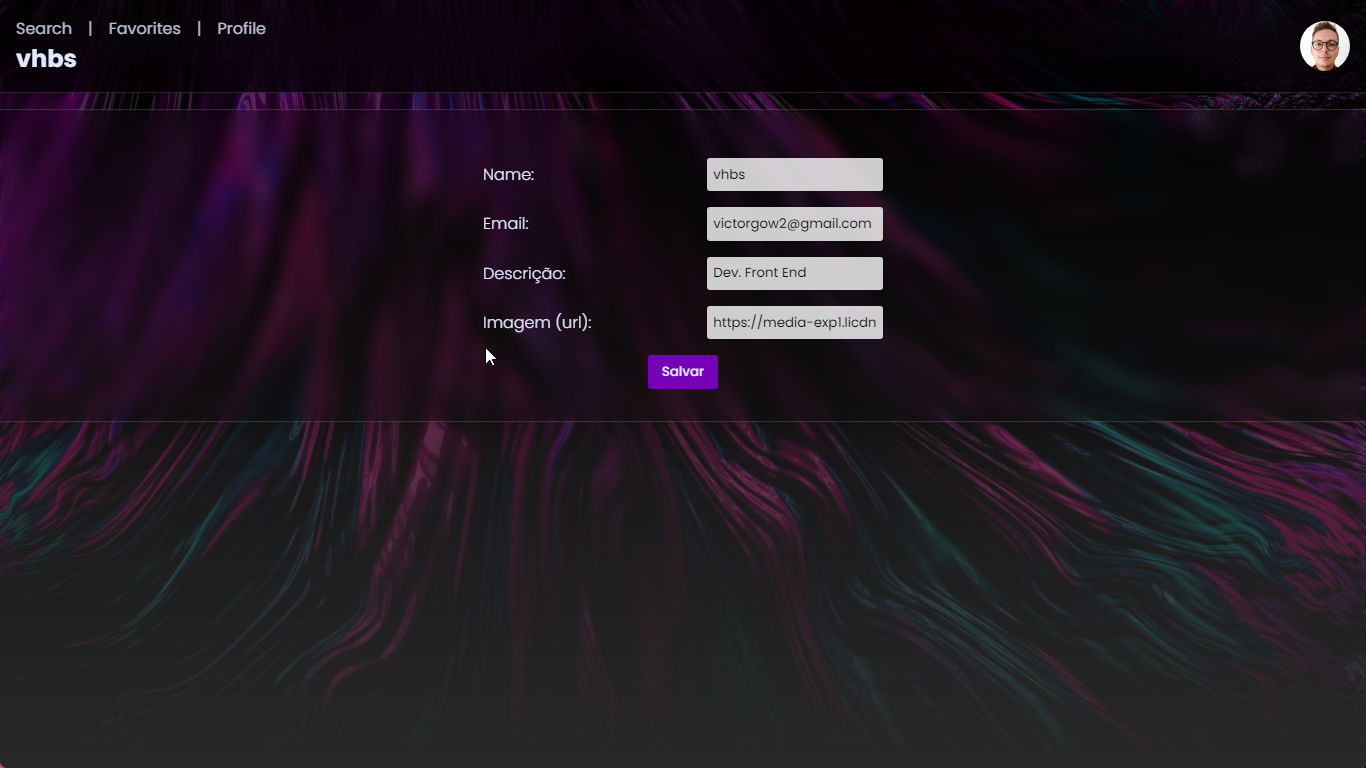 Search | Favorites | Profile
vhbs
Name: vhbs
Email: victorgow2@gmail.com
Descrição: Dev. Front End
Imagem (url): https://media-exp1.licdn
Salvar